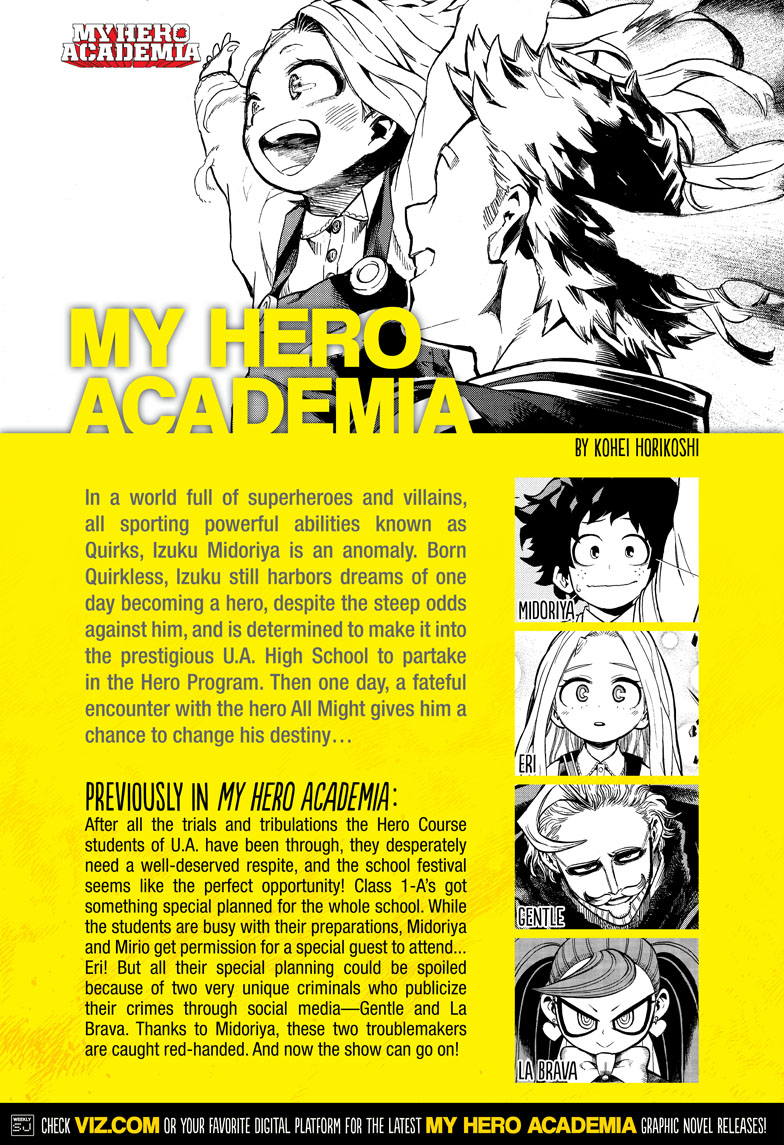 MY HERO
ACADEMIA
MY HERO
ACADEMIA
BY KOHEI HORIKOSHI
In a world full of superheroes and villains,
all sporting powerful abilities known as
Quirks, Izuku Midoriya is an anomaly. Born
Quirkless, Izuku still harbors dreams of one
day becoming a hero, despite the steep odds
against him, and is determined to make it into
the prestigious U.A. High School to partake
in the Hero Program. Then one day, a fateful
encounter with the hero All Might gives him a
chance to change his destiny…
PREVIOUSLY IN MY HERO ACADEMIA:
After all the trials and tribulations the Hero Course
students of U.A. have been through, they desperately
need a well-deserved respite, and the school festival
seems like the perfect opportunity! Class 1-A's got
something special planned for the whole school. While
the students are busy with their preparations, Midoriya
and Mirio get permission for a special guest to attend...
Eri! But all their special planning could be spoiled
because of two very unique criminals who publicize
their crimes through social media—Gentle and La
Brava. Thanks to Midoriya, these two troublemakers
are caught red-handed. And now the show can go on!
MIDORIYA
ERI
GENTLE
LA BRAVA
WEEKLY
SJ
CHECK VIZ.COM OR YOUR FAVORITE DIGITAL PLATFORM FOR THE LATEST MY HERO ACADEMIA GRAPHIC NOVEL RELEASES!